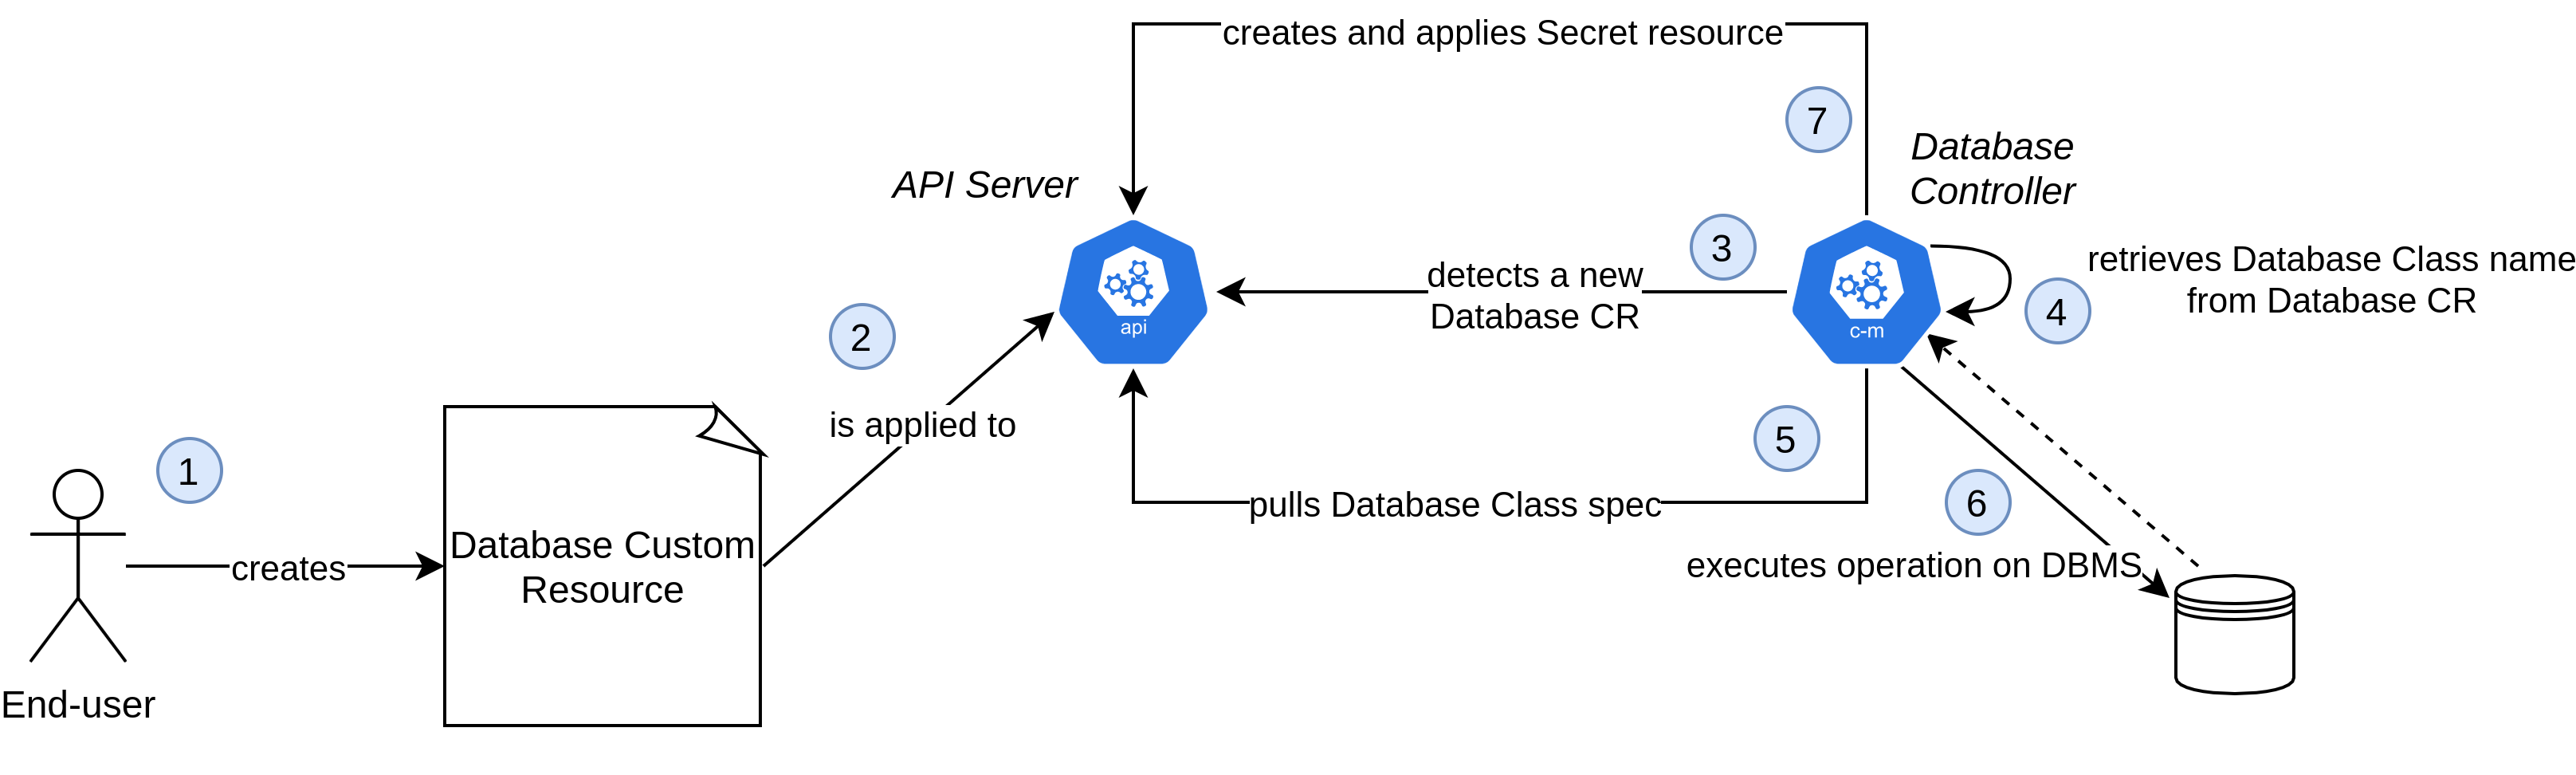 creates and applies Secret resource
7
Database
Controller
API Server
3
detects a new
Database CR
retrieves Database Class name
from Database CR
4
api
c-m
2
is applied to
5
1
pulls Database Class spec
6
executes operation on DBMS
creates
Database Custom
Resource
End-user